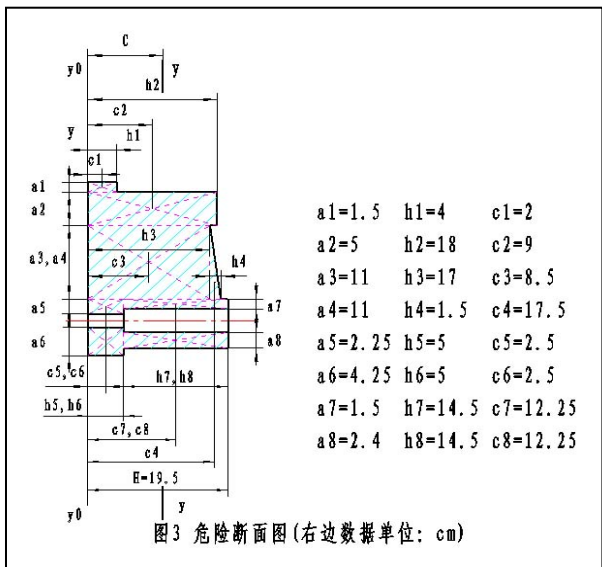 C
y0 y
h2
c2
y h1
c1
a1
a2
h3
c3 h4
a3, a4
a5 a7
a6 a8
c5, c6 h7, h8
h5, h6
c7, c8
c4
H=19.5
y0 y
a1=1.5 h1=4 c1=2
a2=5 h2=18 c2=9
a3=11 h3=17 c3=8.5
a4=11 h4=1.5 c4=17.5
a5=2.25 h5=5 c5=2.5
a6=4.25 h6=5 c6=2.5
a7=1.5 h7=14.5 c7=12.25
a8=2.4 h8=14.5 c8=12.25
图3 危险断面图(右边数据单位: cm)